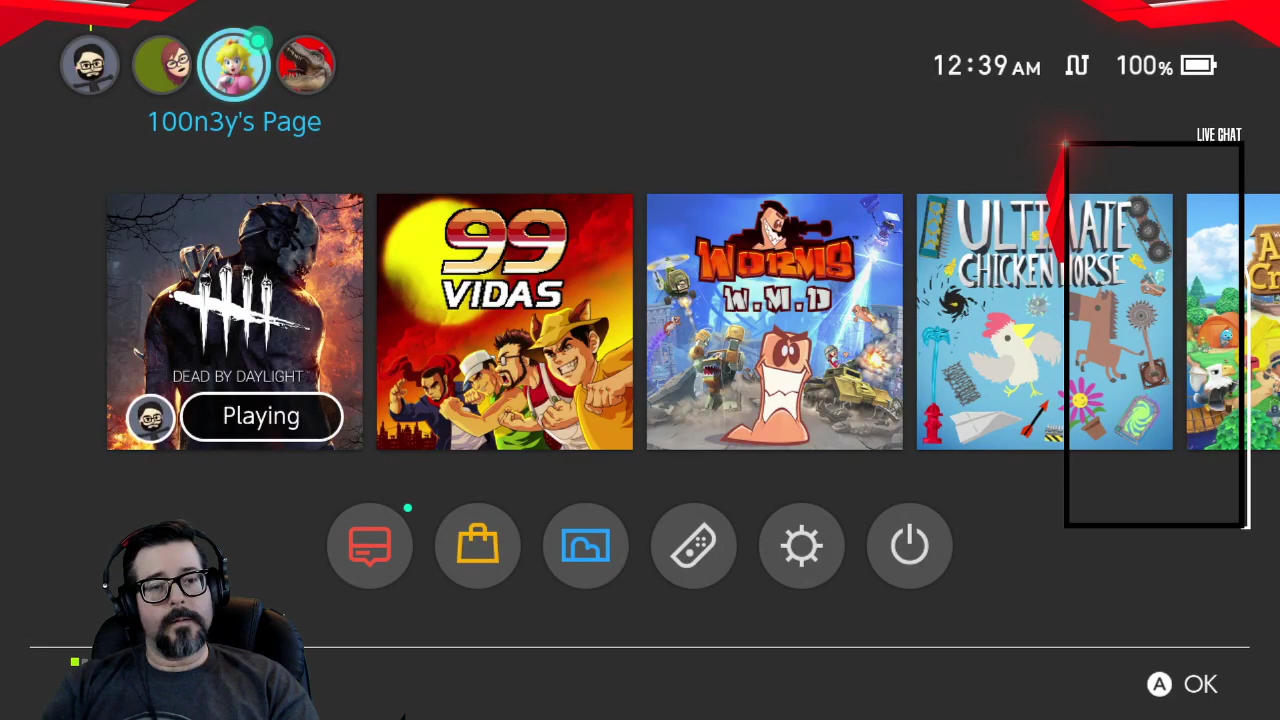 12:39 AM 100%
100n3y's Page
LIVE CHAT
DEAD BY DAYLIGHT
Playing
99
VIDAS
WORMS
W.M.D
ULTIMATE
CHICKEN HORSE
A OK